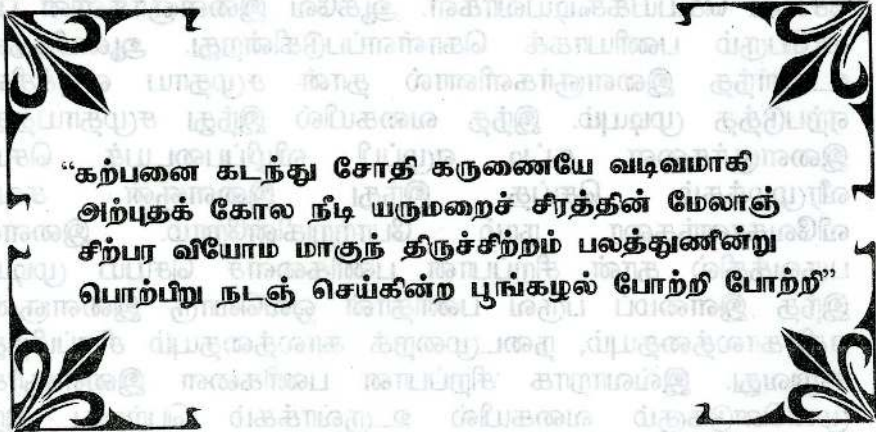 “கற்பனை கடந்து சோதி கருணையே வடிவமாகி
அற்புதக் கோல நீடி யருமறைச் சிரத்தின் மேலாஞ்
சிற்பர வியோம மாகுந் திருச்சிற்றம் பலத்துணின்று
பொற்பிறு நடஞ் செய்கின்ற பூங்கழல் போற்றி போற்றி”